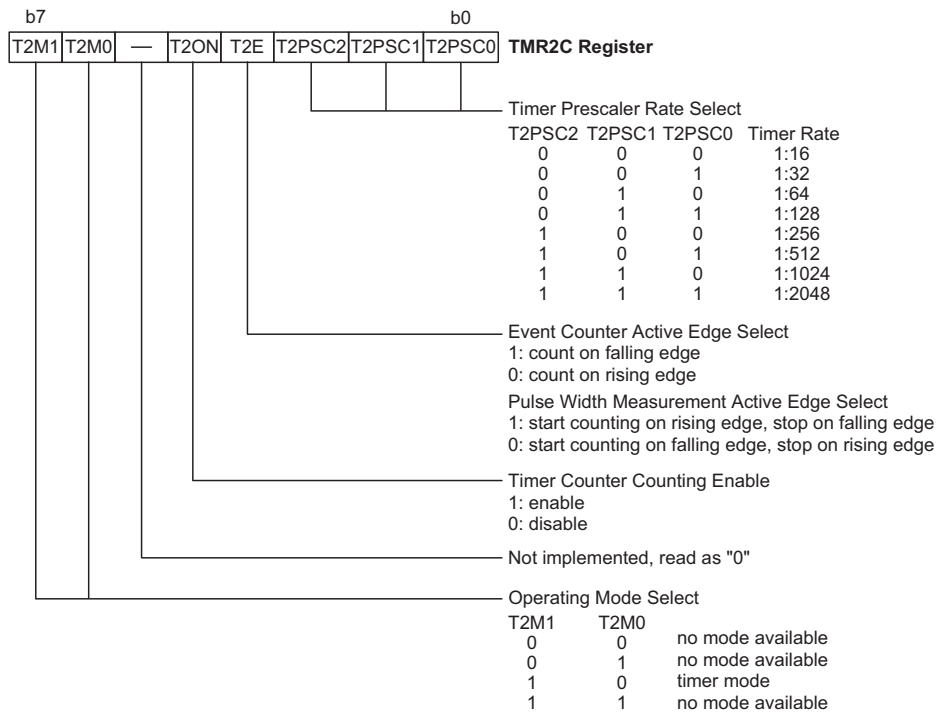 b7 b0
T2M1 T2M0 — T2ON T2E T2PSC2 T2PSC1 T2PSC0 TMR2C Register
Timer Prescaler Rate Select
T2PSC2 T2PSC1 T2PSC0 Timer Rate
0 0 0 1:16
0 0 1 1:32
0 1 0 1:64
0 1 1 1:128
1 0 0 1:256
1 0 1 1:512
1 1 0 1:1024
1 1 1 1:2048
Event Counter Active Edge Select
1: count on falling edge
0: count on rising edge
Pulse Width Measurement Active Edge Select
1: start counting on rising edge, stop on falling edge
0: start counting on falling edge, stop on rising edge
Timer Counter Counting Enable
1: enable
0: disable
Not implemented, read as "0"
Operating Mode Select
T2M1 T2M0
0 0 no mode available
0 1 no mode available
1 0 timer mode
1 1 no mode available